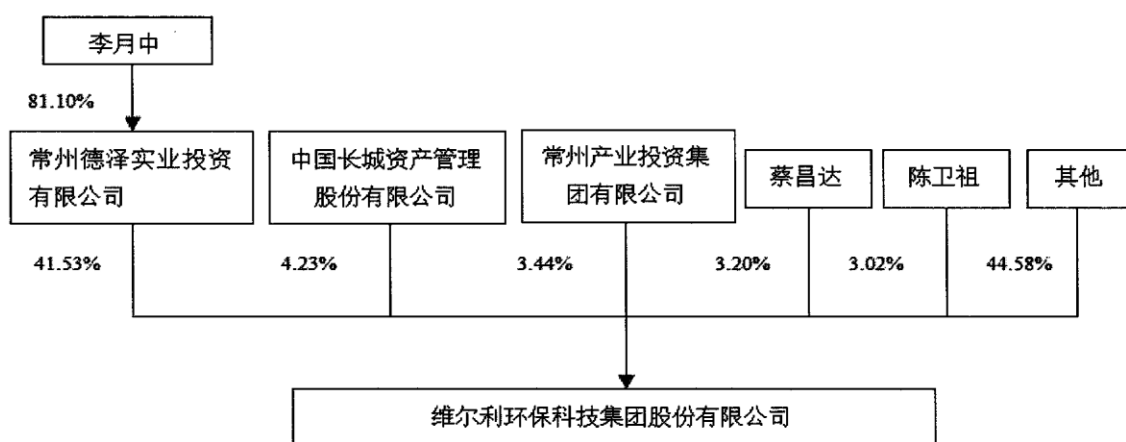 李月中
81.10%
常州德泽实业投资
有限公司
中国长城资产管理
股份有限公司
常州产业投资集
团有限公司
蔡昌达
陈卫祖
其他
41.53%
4.23%
3.44%
3.20%
3.02%
44.58%
维尔利环保科技集团股份有限公司